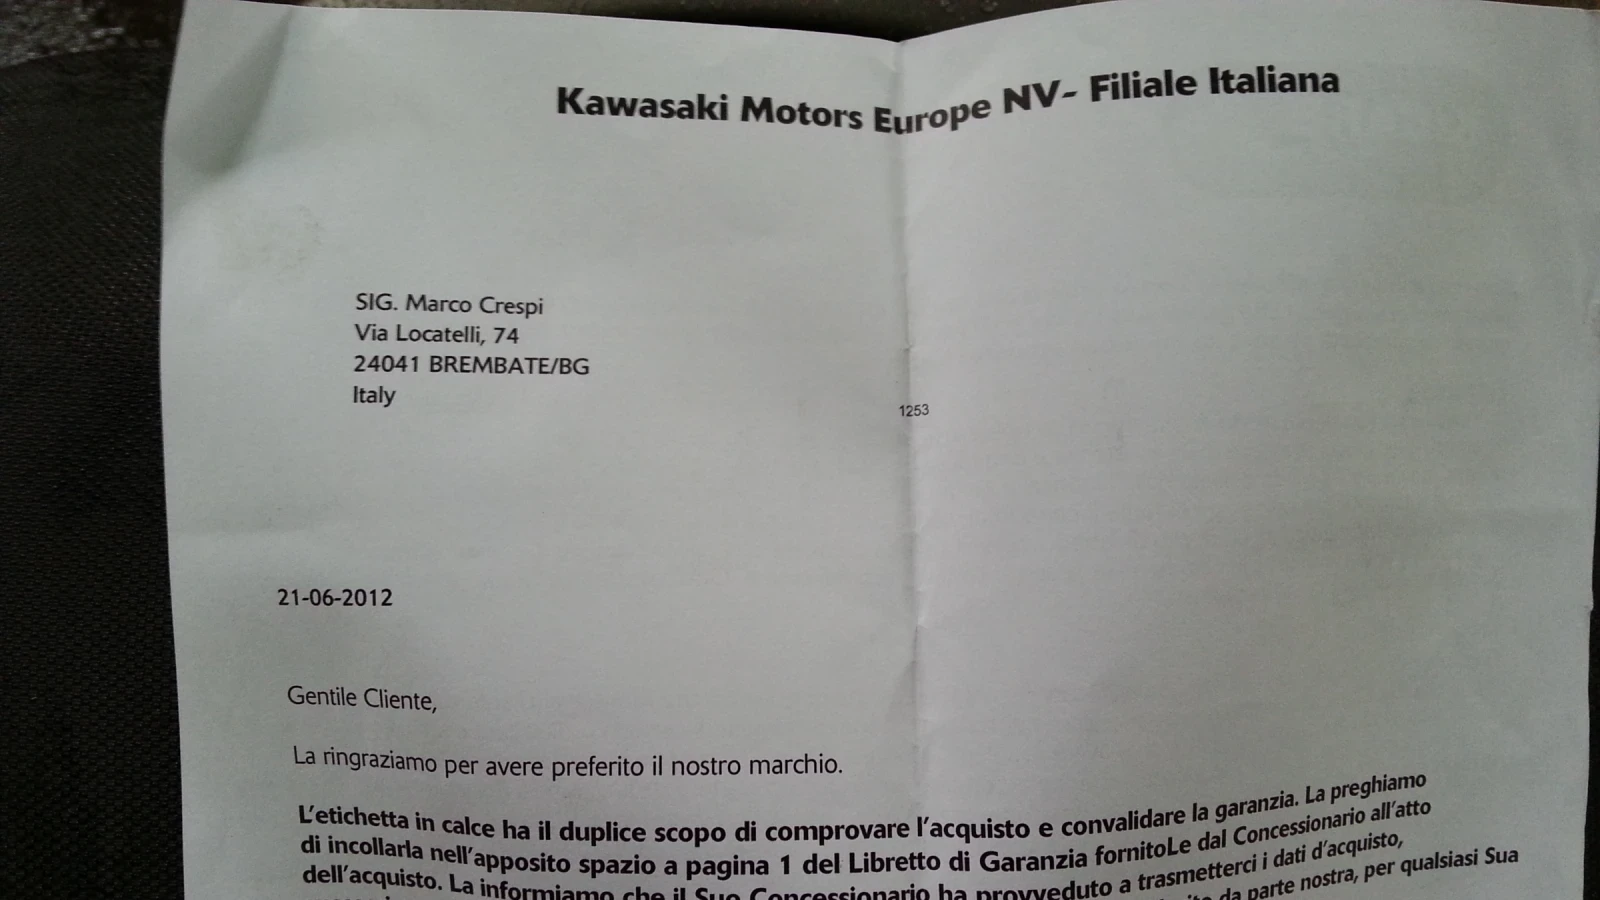 Kawasaki Motors Europe NV- Filiale Italiana
SIG. Marco Crespi
Via Locatelli, 74
24041 BREMBATE/BG
Italy
1253
21-06-2012
Gentile Cliente,
La ringraziamo per avere preferito il nostro marchio.
L'etichetta in calce ha il duplice scopo di comprovare l'acquisto e convalidare la garanzia. La preghiamo
di incollarla nell'apposito spazio a pagina 1 del Libretto di Garanzia fornitoLe dal Concessionario all'atto
dell'acquisto. La informiamo che il Suo Concessionario ha provveduto a trasmetterci i dati d'acquisto,
da parte nostra, per qualsiasi Sua